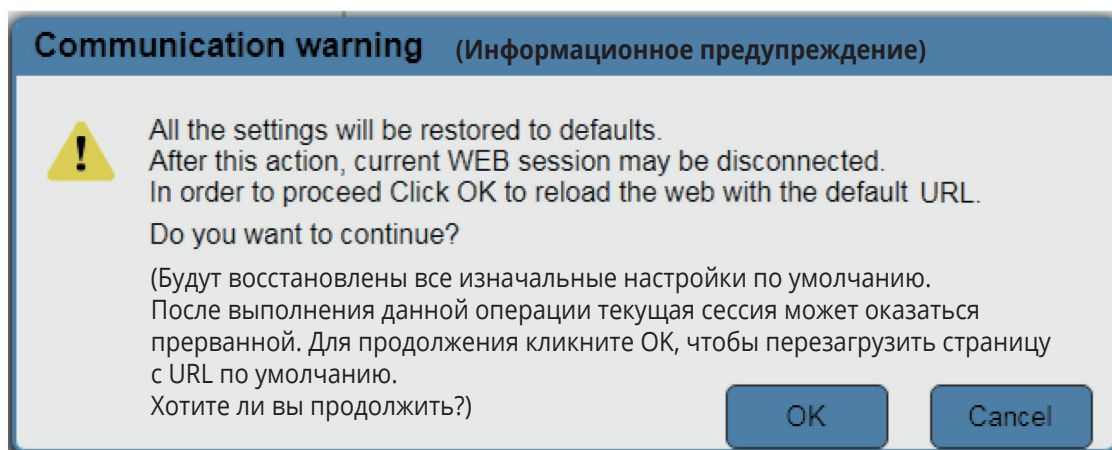 Communication warning (Информационное предупреждение)
All the settings will be restored to defaults.
After this action, current WEB session may be disconnected.
In order to proceed Click OK to reload the web with the default URL.
Do you want to continue?
(Будут восстановлены все изначальные настройки по умолчанию.
После выполнения данной операции текущая сессия может оказаться
прерванной. Для продолжения кликните OK, чтобы перезагрузить страницу
с URL по умолчанию.
Хотите ли вы продолжить?)
OK Cancel